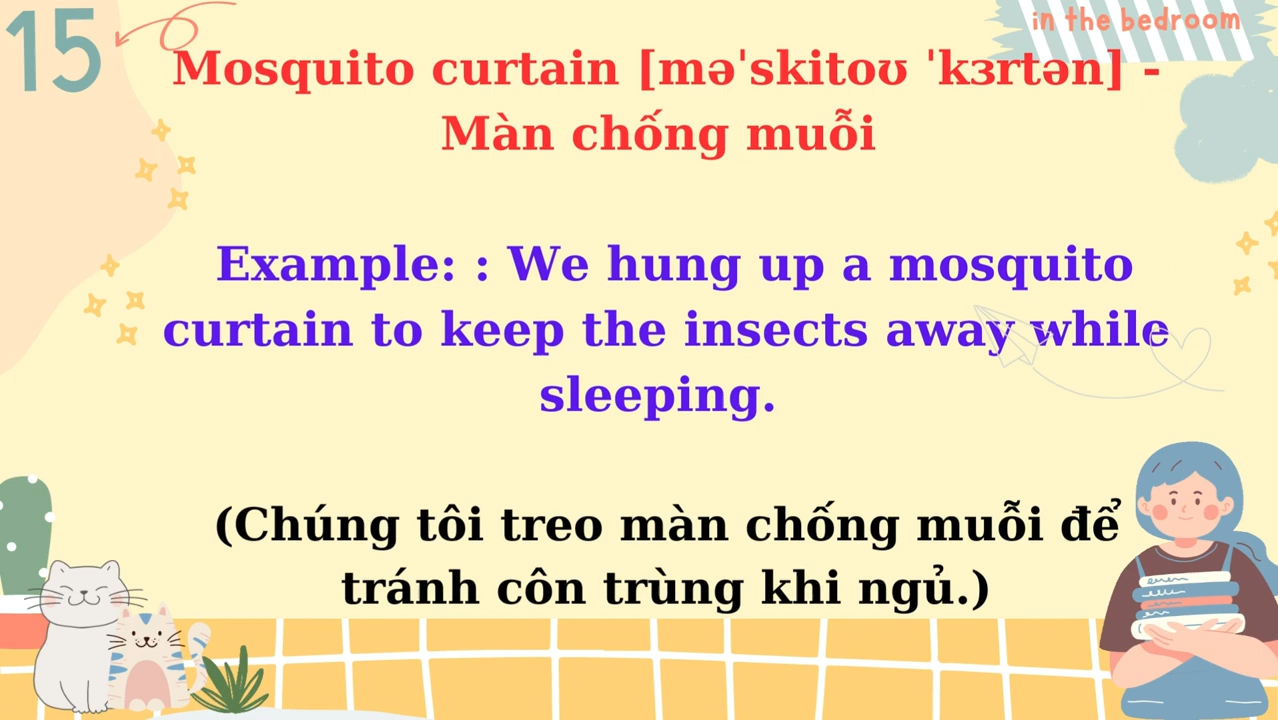 15
in the bedroom
Mosquito curtain [məˈskitoʊ ˈkɜrtən] -
Màn chống muỗi
Example: : We hung up a mosquito
curtain to keep the insects away while
sleeping.
(Chúng tôi treo màn chống muỗi để
tránh côn trùng khi ngủ.)